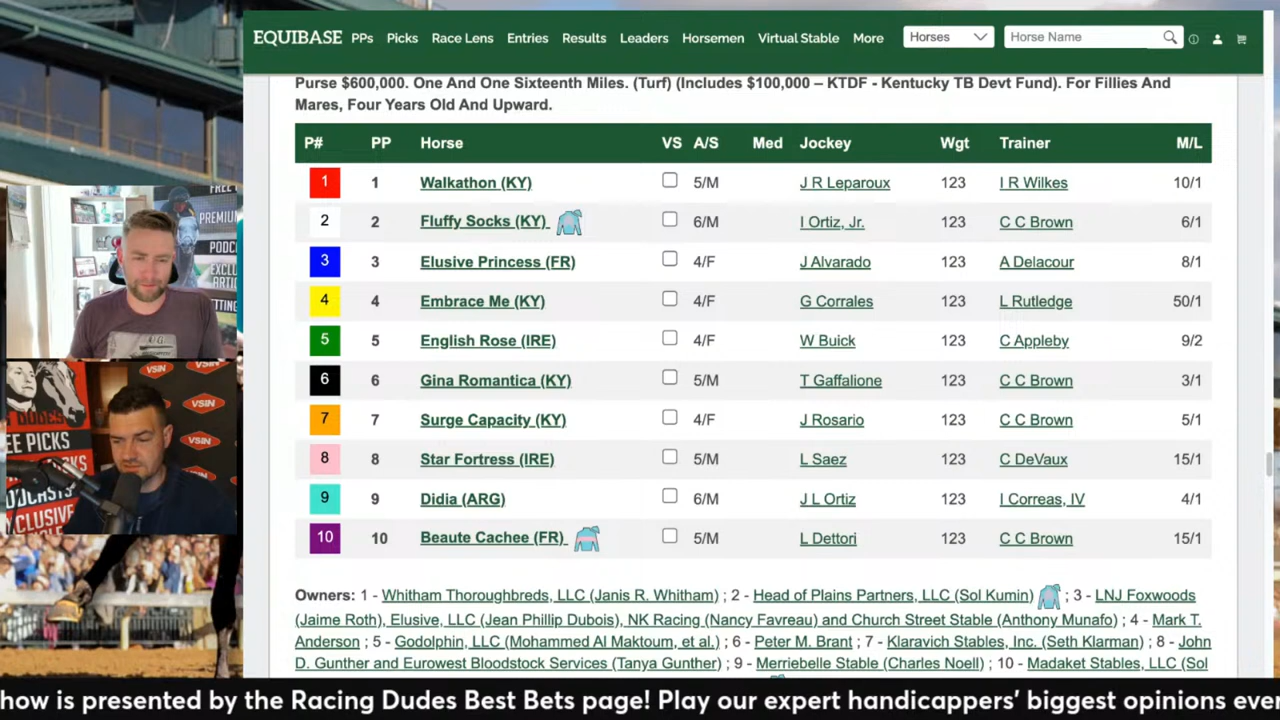 EQUIBASE PPs Picks Race Lens Entries Results Leaders Horsemen Virtual Stable More Horses Horse Name
Purse $600,000. One And One Sixteenth Miles. (Turf) (Includes $100,000 – KTDF - Kentucky TB Devt Fund). For Fillies And
Mares, Four Years Old And Upward.
P# PP Horse VS A/S Med Jockey Wgt Trainer M/L
1 1 Walkathon (KY) 5/M J R Leparoux 123 I R Wilkes 10/1
2 2 Fluffy Socks (KY) 6/M I Ortiz, Jr. 123 C C Brown 6/1
3 3 Elusive Princess (FR) 4/F J Alvarado 123 A Delacour 8/1
4 4 Embrace Me (KY) 4/F G Corrales 123 L Rutledge 50/1
5 5 English Rose (IRE) 4/F W Buick 123 C Appleby 9/2
6 6 Gina Romantica (KY) 5/M T Gaffalione 123 C C Brown 3/1
7 7 Surge Capacity (KY) 4/F J Rosario 123 C C Brown 5/1
8 8 Star Fortress (IRE) 5/M L Saez 123 C DeVaux 15/1
9 9 Didia (ARG) 6/M J L Ortiz 123 I Correas, IV 4/1
10 10 Beaute Cachee (FR) 5/M L Dettori 123 C C Brown 15/1
Owners: 1 - Whitham Thoroughbreds, LLC (Janis R. Whitham) ; 2 - Head of Plains Partners, LLC (Sol Kumin) ; 3 - LNJ Foxwoods
(Jaime Roth), Elusive, LLC (Jean Phillip Dubois), NK Racing (Nancy Favreau) and Church Street Stable (Anthony Munafo) ; 4 - Mark T.
Anderson ; 5 - Godolphin, LLC (Mohammed Al Maktoum, et al.) ; 6 - Peter M. Brant ; 7 - Klaravich Stables, Inc. (Seth Klarman) ; 8 - John
D. Gunther and Eurowest Bloodstock Services (Tanya Gunther) ; 9 - Merriebelle Stable (Charles Noell) ; 10 - Madaket Stables, LLC (Sol
PREMIUM
PODC
EXCLU
ARTIC
TTING
DUDES
EE PICKS
VSiN
VSiN
VSiN
how is presented by the Racing Dudes Best Bets page! Play our expert handicappers' biggest opinions ever